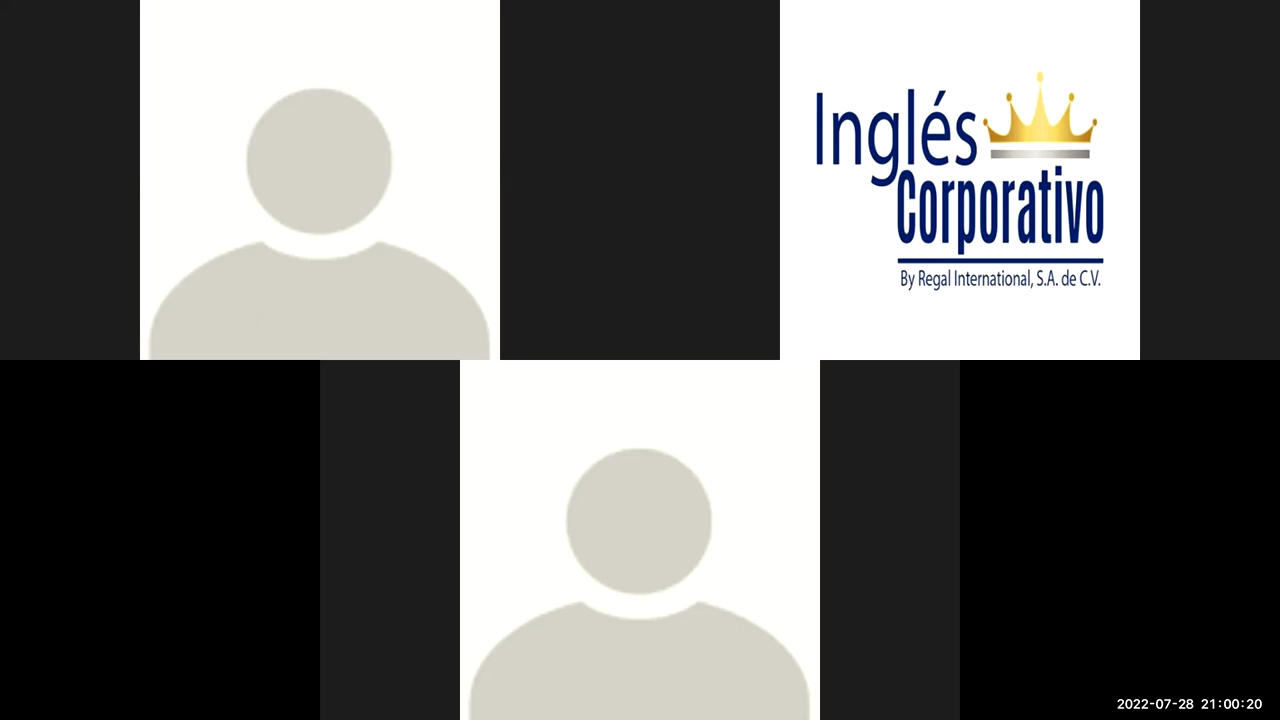 Inglés
Corporativo
By Regal International, S.A. de C.V.
2022-07-28 21:00:20